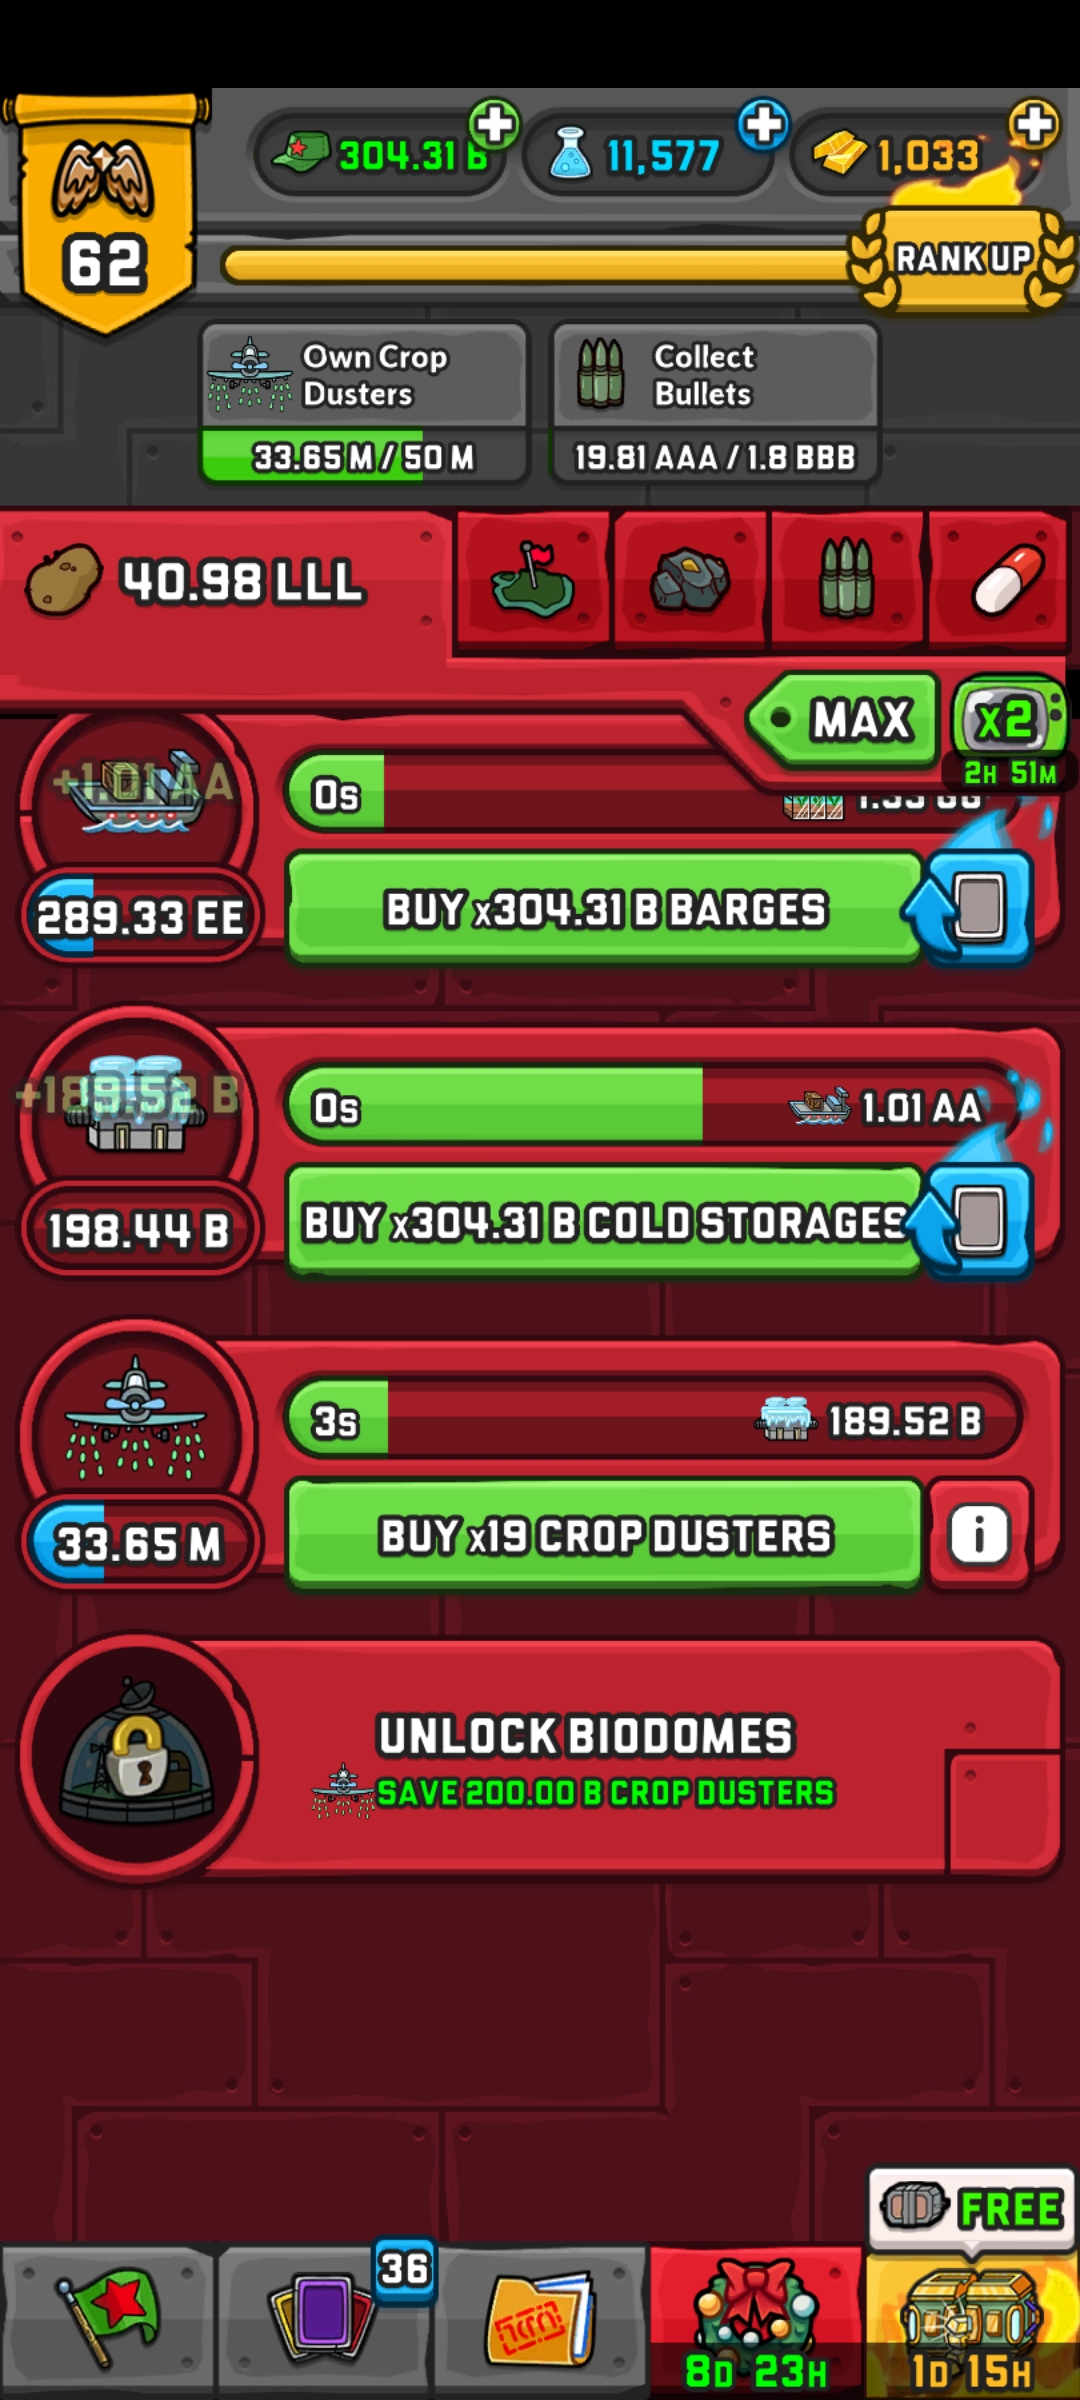 304.31 B
11,577
1,033
62
RANK UP
Own Crop
Dusters
33.65 M / 50 M
Collect
Bullets
19.81 AAA / 1.8 BBB
40.98 LLL
MAX
x2
2H 51M
+1.01 AA
0s
289.33 EE
BUY x304.31 B BARGES
+189.52 B
0s
1.01 AA
198.44 B
BUY x304.31 B COLD STORAGES
3s
189.52 B
33.65 M
BUY x19 CROP DUSTERS
i
UNLOCK BIODOMES
SAVE 200.00 B CROP DUSTERS
FREE
36
8D 23H
1D 15H